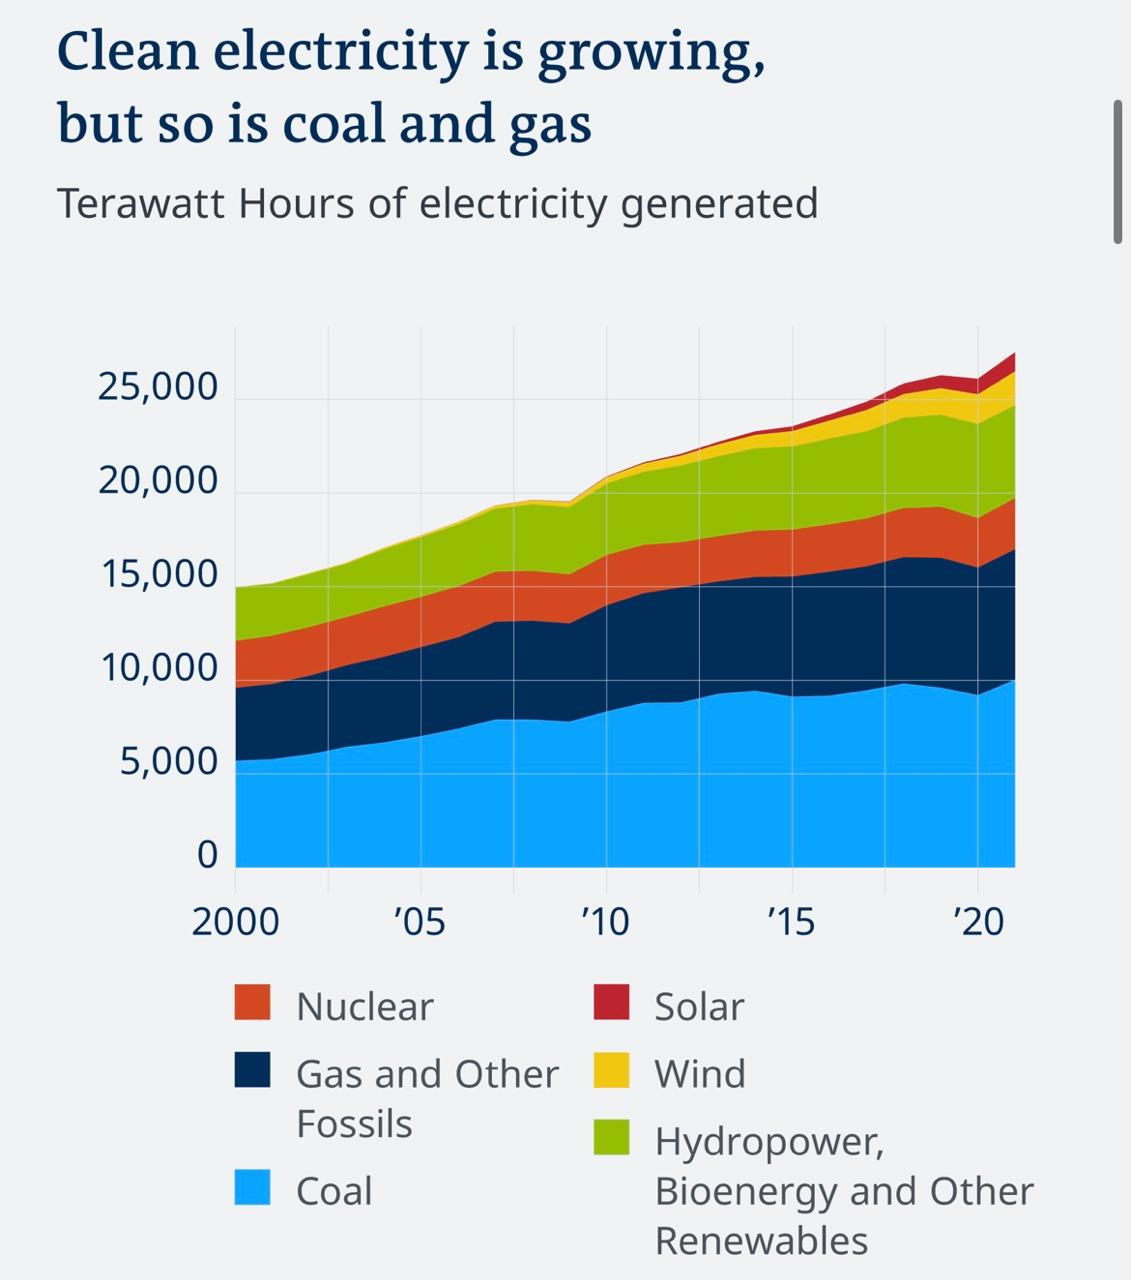 Clean electricity is growing,
but so is coal and gas
Terawatt Hours of electricity generated
25,000
20,000
15,000
10,000
5,000
0
2000 ’05 ’10 ’15 ’20
Nuclear
Gas and Other
Fossils
Coal
Solar
Wind
Hydropower,
Bioenergy and Other
Renewables